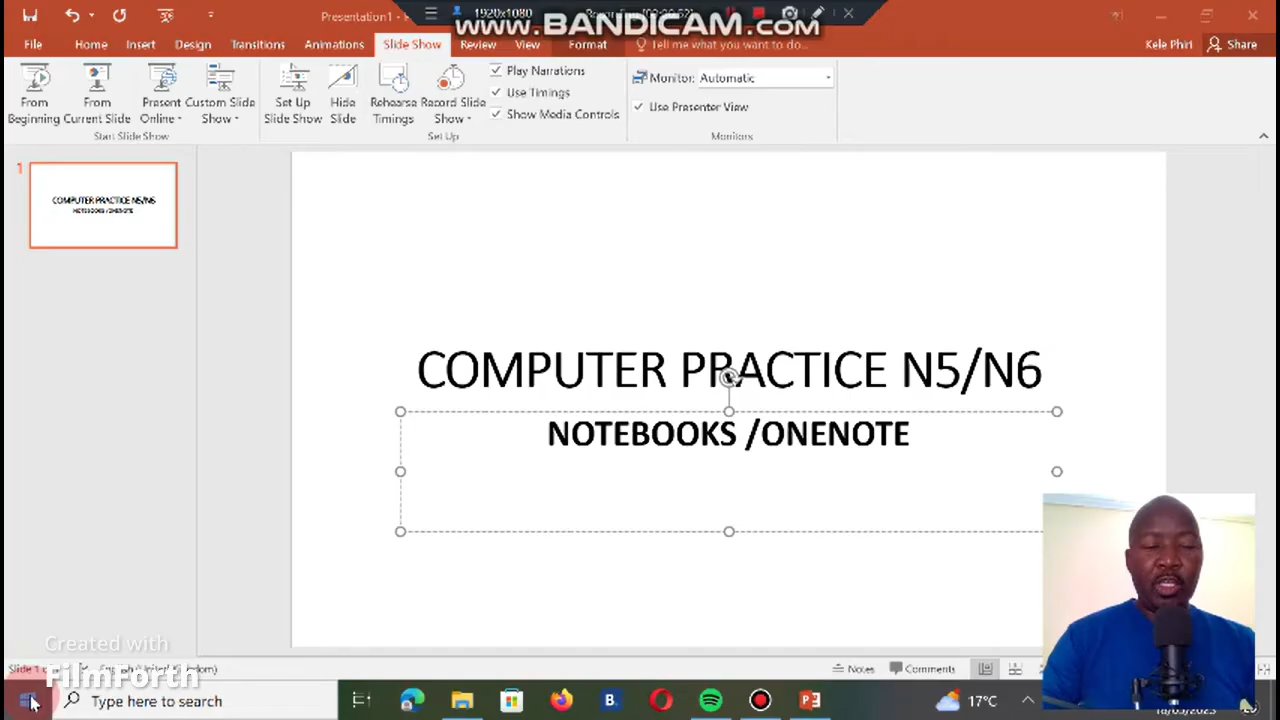 Presentation1 -
1920x1080
www.BANDICAM.com
File Home Insert Design Transitions Animations Slide Show Review View Format Tell me what you want to do... Kele Phiri Share
From Beginning
From Current Slide
Present Online
Custom Slide Show
Start Slide Show
Set Up Slide Show
Hide Slide
Rehearse Timings
Record Slide Show
Play Narrations
Use Timings
Show Media Controls
Set Up
Monitor: Automatic
Use Presenter View
Monitors
1
COMPUTER PRACTICE N5/N6
NOTEBOOKS /ONENOTE
COMPUTER PRACTICE N5/N6
NOTEBOOKS /ONENOTE
Created with
FilmForth
Slide 1
Notes Comments
Type here to search
17°C